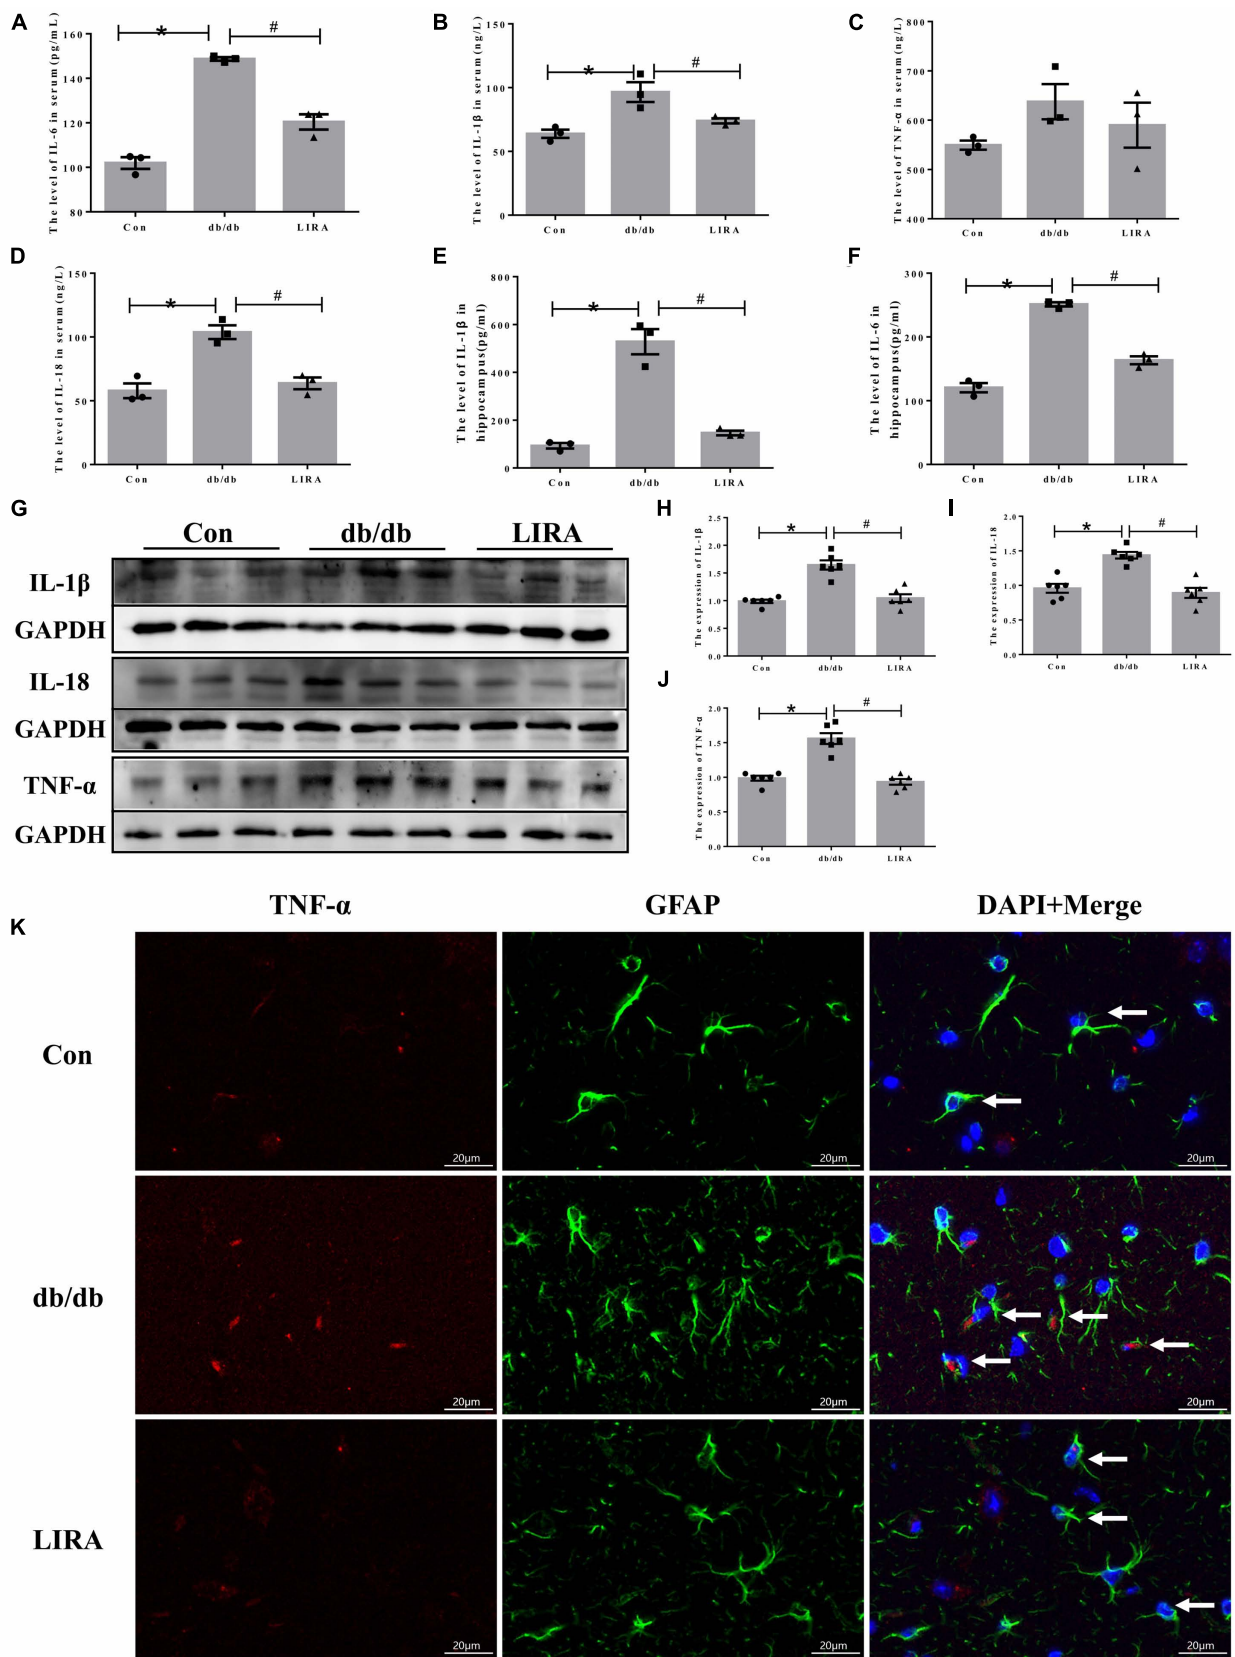 A
The level of IL-6 in serum(pg/mL)
160
140
120
100
80
*
#
Con
db/db
LIRA
B
The level of IL-1β in serum(ng/L)
150
100
50
0
*
#
Con
db/db
LIRA
C
The level of TNF-α in serum(ng/L)
800
700
600
500
400
Con
db/db
LIRA
D
The level of IL-18 in serum(ng/L)
150
100
50
0
*
#
Con
db/db
LIRA
E
The level of IL-1β in
hippocampus(pg/ml)
800
600
400
200
0
*
#
Con
db/db
LIRA
F
The level of IL-6 in
hippocampus(pg/ml)
300
200
100
0
*
#
Con
db/db
LIRA
G
Con db/db LIRA
IL-1β
GAPDH
IL-18
GAPDH
TNF-α
GAPDH
H
The expression of IL-1β
2.5
2.0
1.5
1.0
0.5
0.0
*
#
Con
db/db
LIRA
I
The expression of IL-18
2.0
1.5
1.0
0.5
0.0
*
#
Con
db/db
LIRA
J
The expression of TNF-α
2.0
1.5
1.0
0.5
0.0
*
#
Con
db/db
LIRA
K
TNF-α GFAP DAPI+Merge
Con
20μm 20μm 20μm
db/db
20μm 20μm 20μm
LIRA
20μm 20μm 20μm